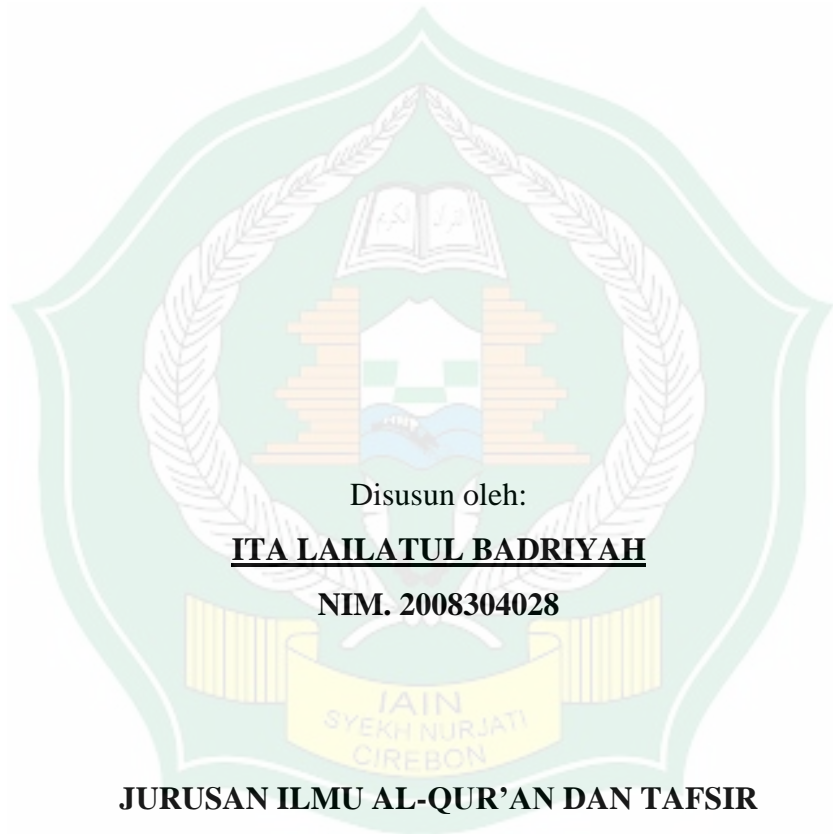 Disusun oleh:
ITA LAILATUL BADRIYAH
NIM. 2008304028
IAIN
SYEKH NURJATI
CIREBON
JURUSAN ILMU AL-QUR’AN DAN TAFSIR